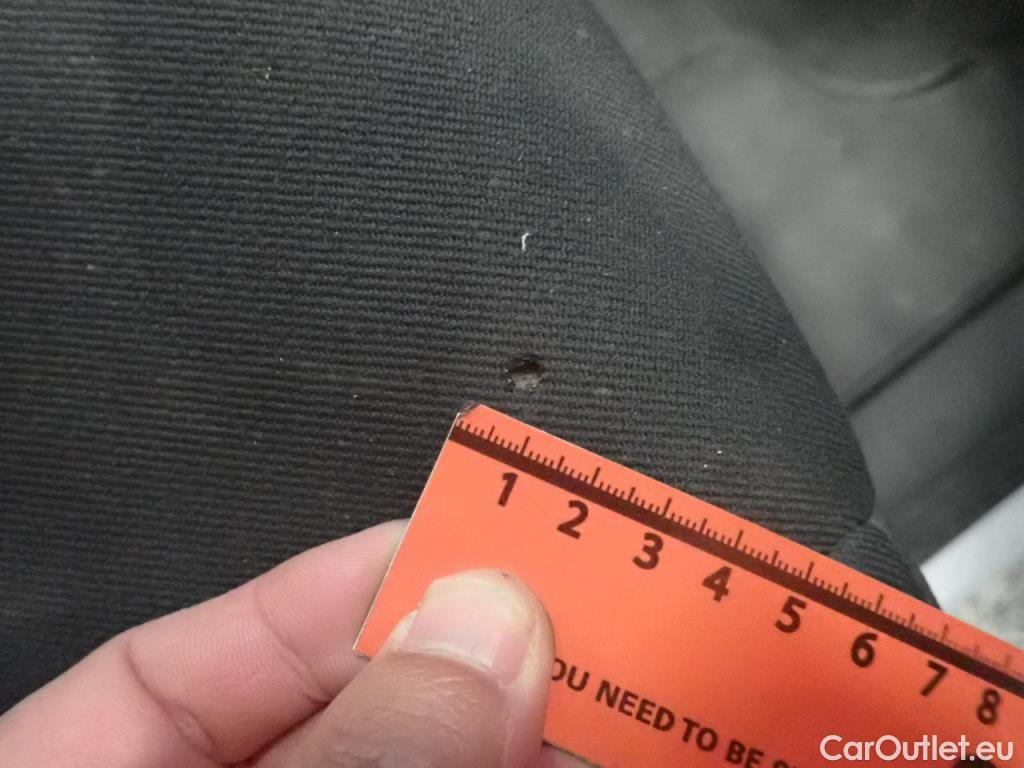 1 2 3 4 5 6 7 8
OU NEED TO BE
CarOutlet.eu